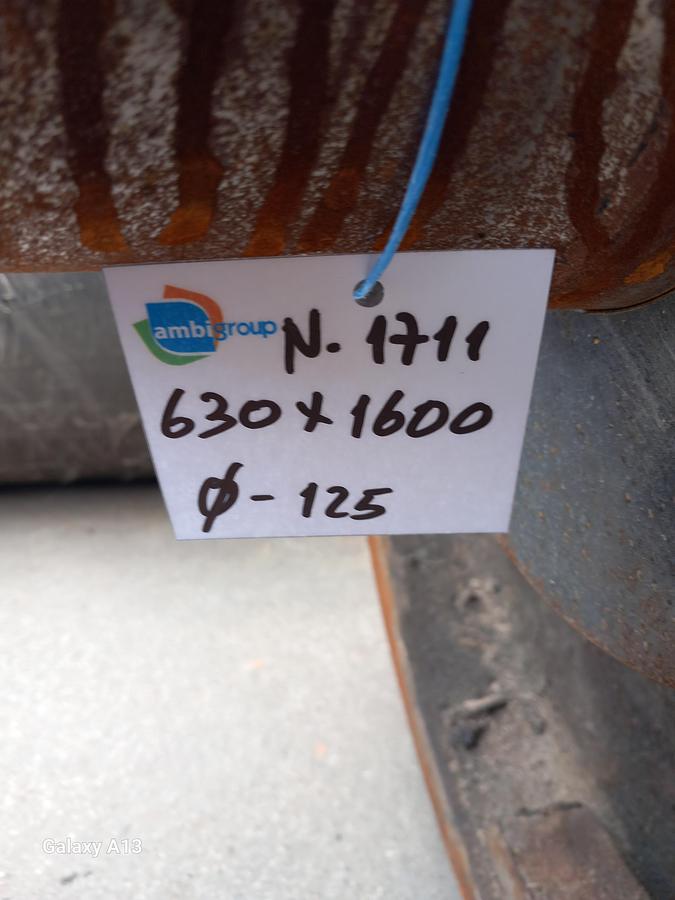 ambigroup N. 1711
630 x 1600
Ø - 125
Galaxy A13